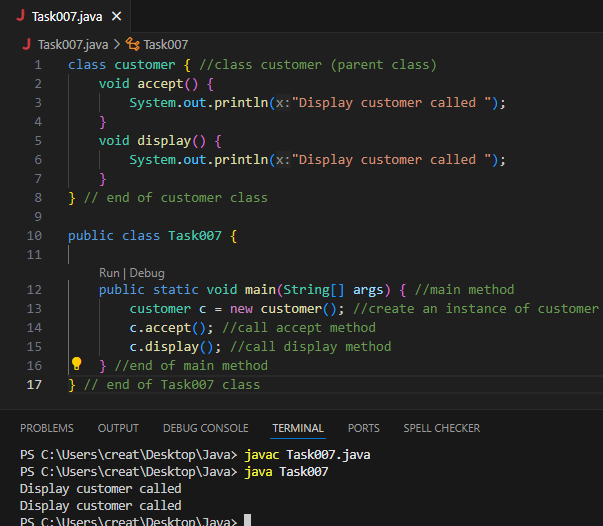 J Task007.java ×
J Task007.java > Task007
1 class customer { //class customer (parent class)
2 void accept() {
3 System.out.println(x:"Display customer called ");
4 }
5 void display() {
6 System.out.println(x:"Display customer called ");
7 }
8 } // end of customer class
9
10 public class Task007 {
11
Run | Debug
12 public static void main(String[] args) { //main method
13 customer c = new customer(); //create an instance of customer
14 c.accept(); //call accept method
15 c.display(); //call display method
16 } //end of main method
17 } // end of Task007 class
PROBLEMS OUTPUT DEBUG CONSOLE TERMINAL PORTS SPELL CHECKER
PS C:\Users\creat\Desktop\Java> javac Task007.java
PS C:\Users\creat\Desktop\Java> java Task007
Display customer called
Display customer called
PS C:\Users\creat\Desktop\Java>